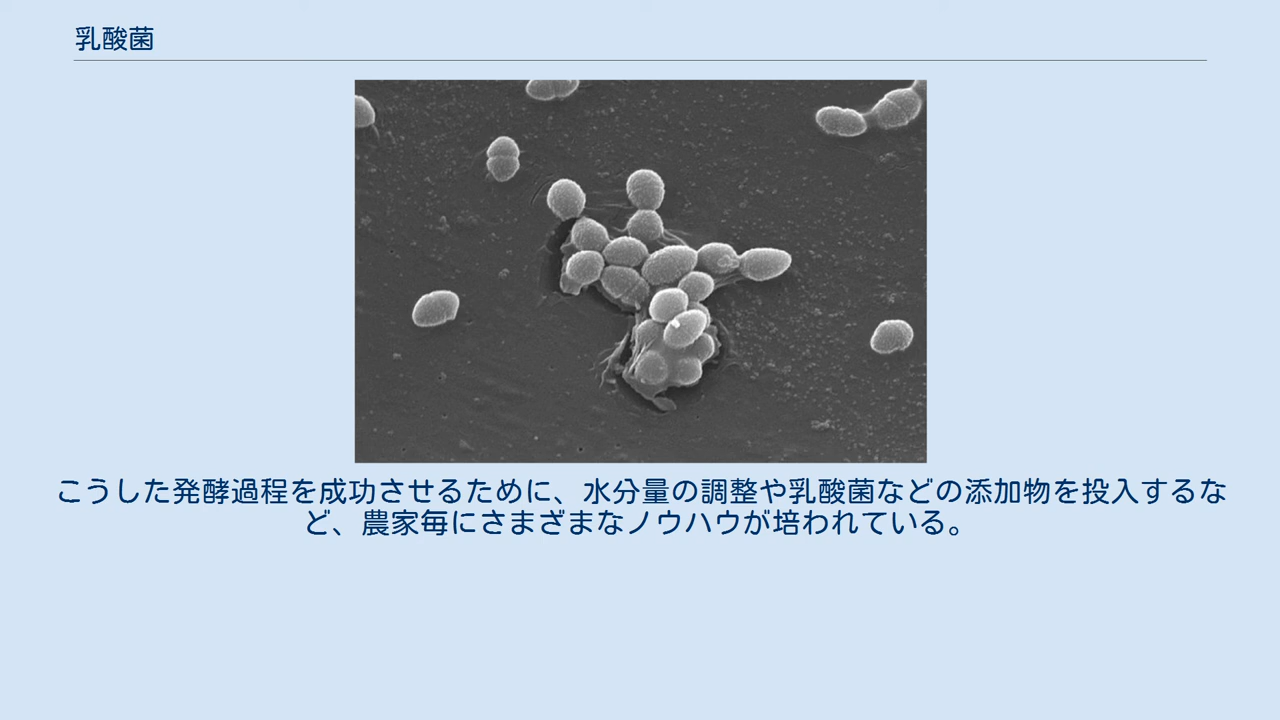 乳酸菌
こうした発酵過程を成功させるために、水分量の調整や乳酸菌などの添加物を投入するな
ど、農家毎にさまざまなノウハウが培われている。